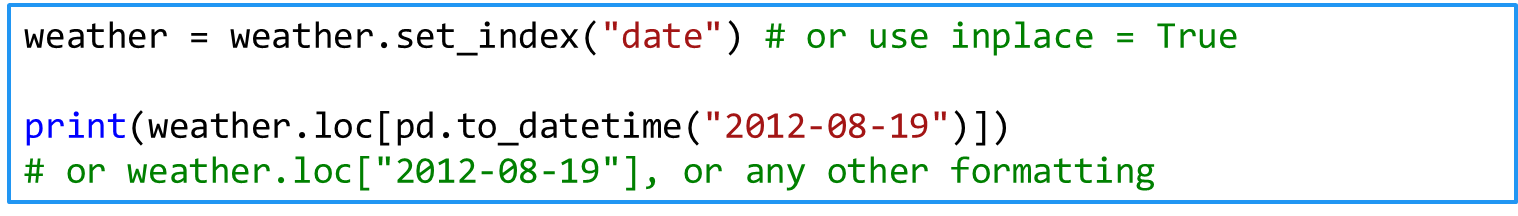 weather = weather.set_index("date") # or use inplace = True
print(weather.loc[pd.to_datetime("2012-08-19")])
# or weather.loc["2012-08-19"], or any other formatting